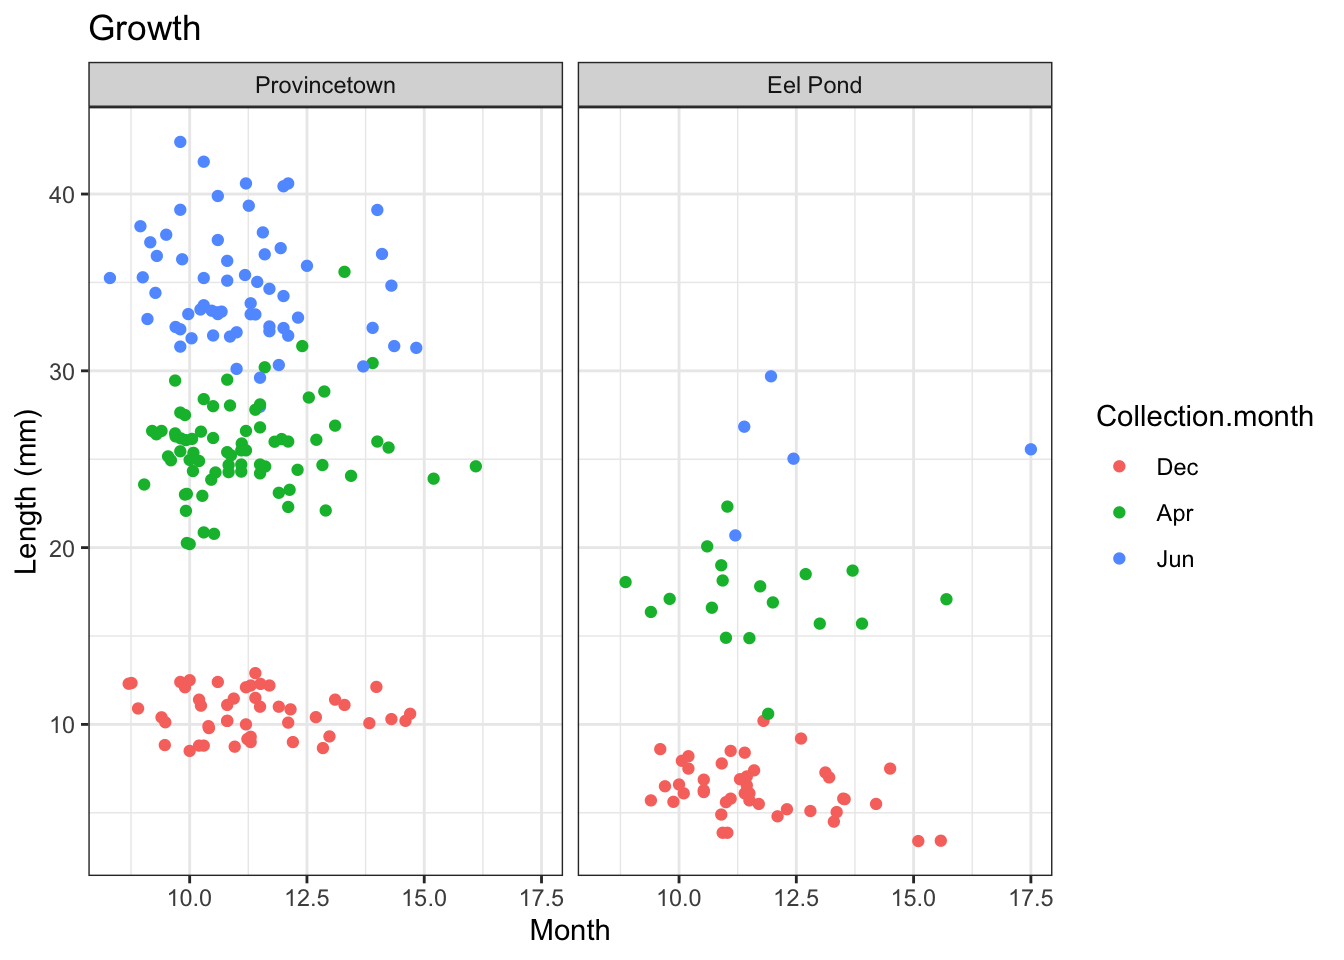 Growth
Provincetown
Eel Pond
Length (mm)
40
30
20
10
10.0
12.5
15.0
17.5
10.0
12.5
15.0
17.5
Month
Collection.month
Dec
Apr
Jun